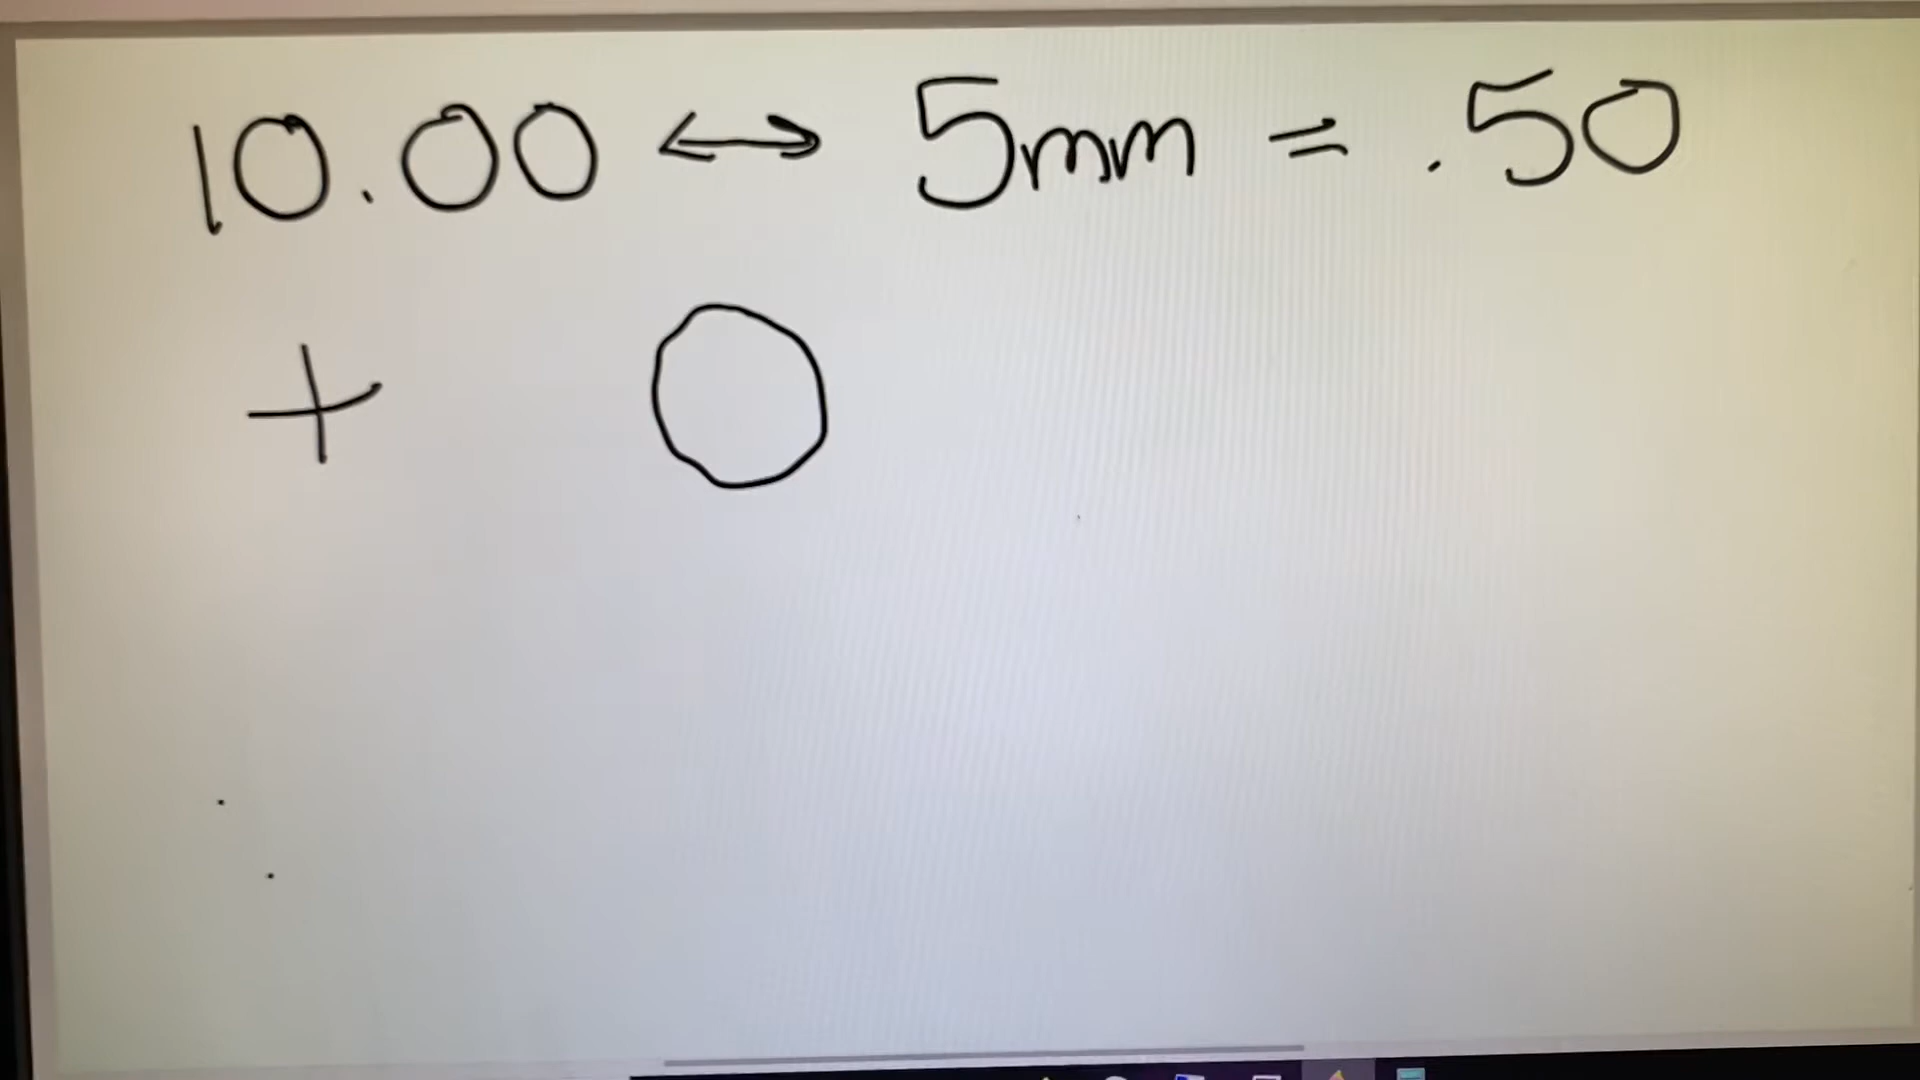 10.00 ↔ 5mm = .50
+ O